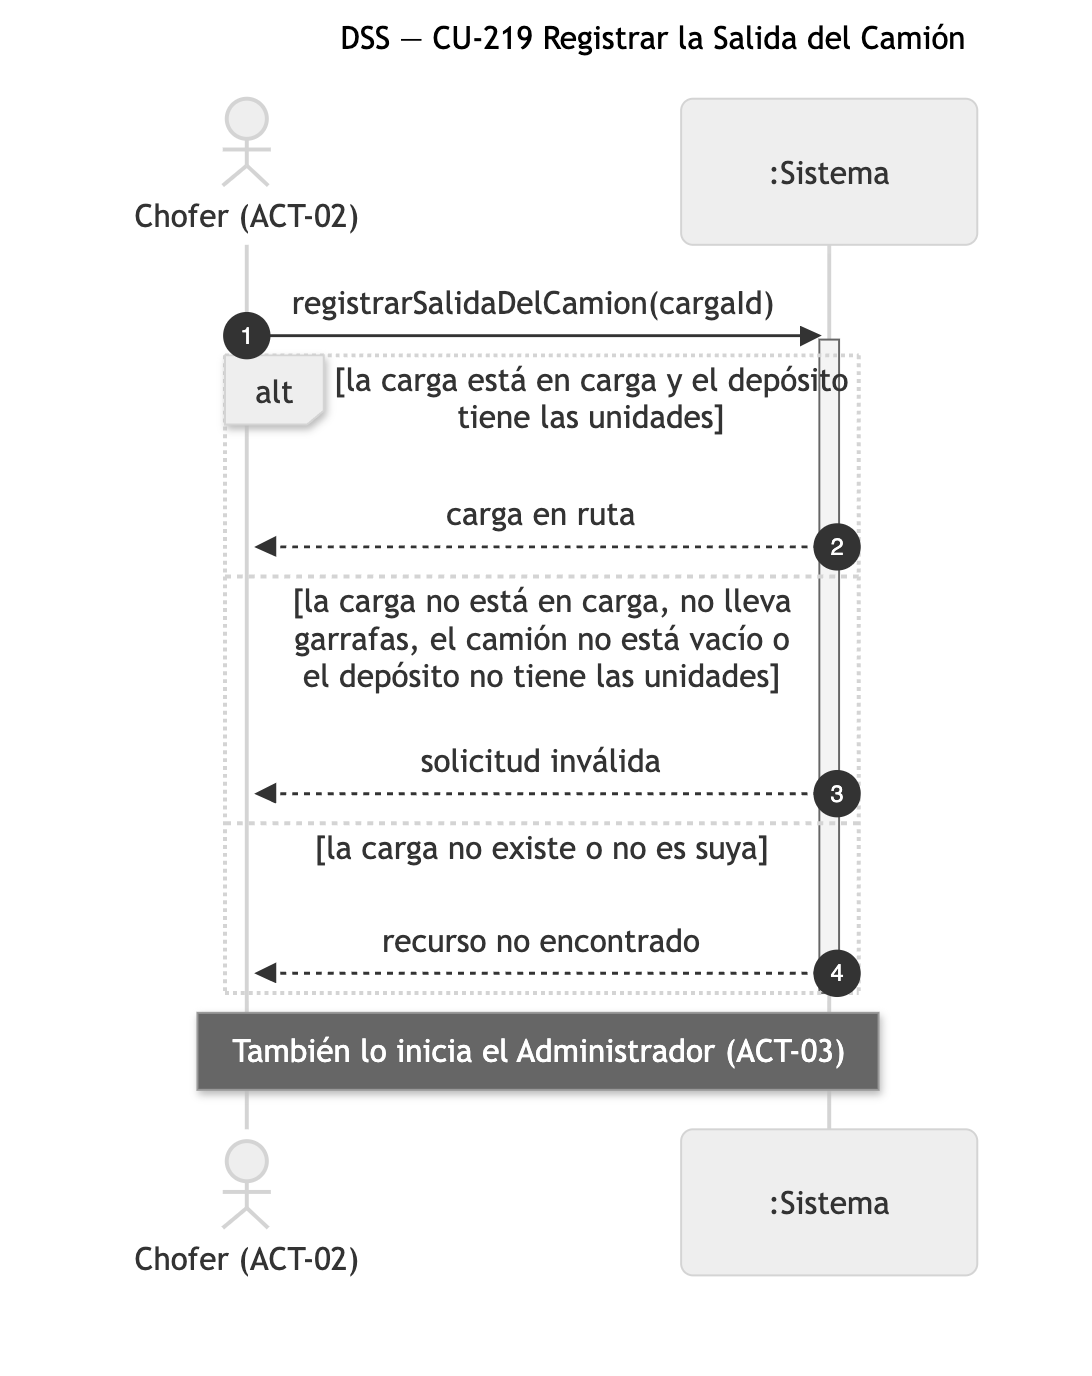 DSS — CU-219 Registrar la Salida del Camión
Chofer (ACT-02)
:Sistema
registrarSalidaDelCamion(cargaId)
1
alt
[la carga está en carga y el depósito
tiene las unidades]
carga en ruta
2
[la carga no está en carga, no lleva
garrafas, el camión no está vacío o
el depósito no tiene las unidades]
solicitud inválida
3
[la carga no existe o no es suya]
recurso no encontrado
4
También lo inicia el Administrador (ACT-03)
Chofer (ACT-02)
:Sistema